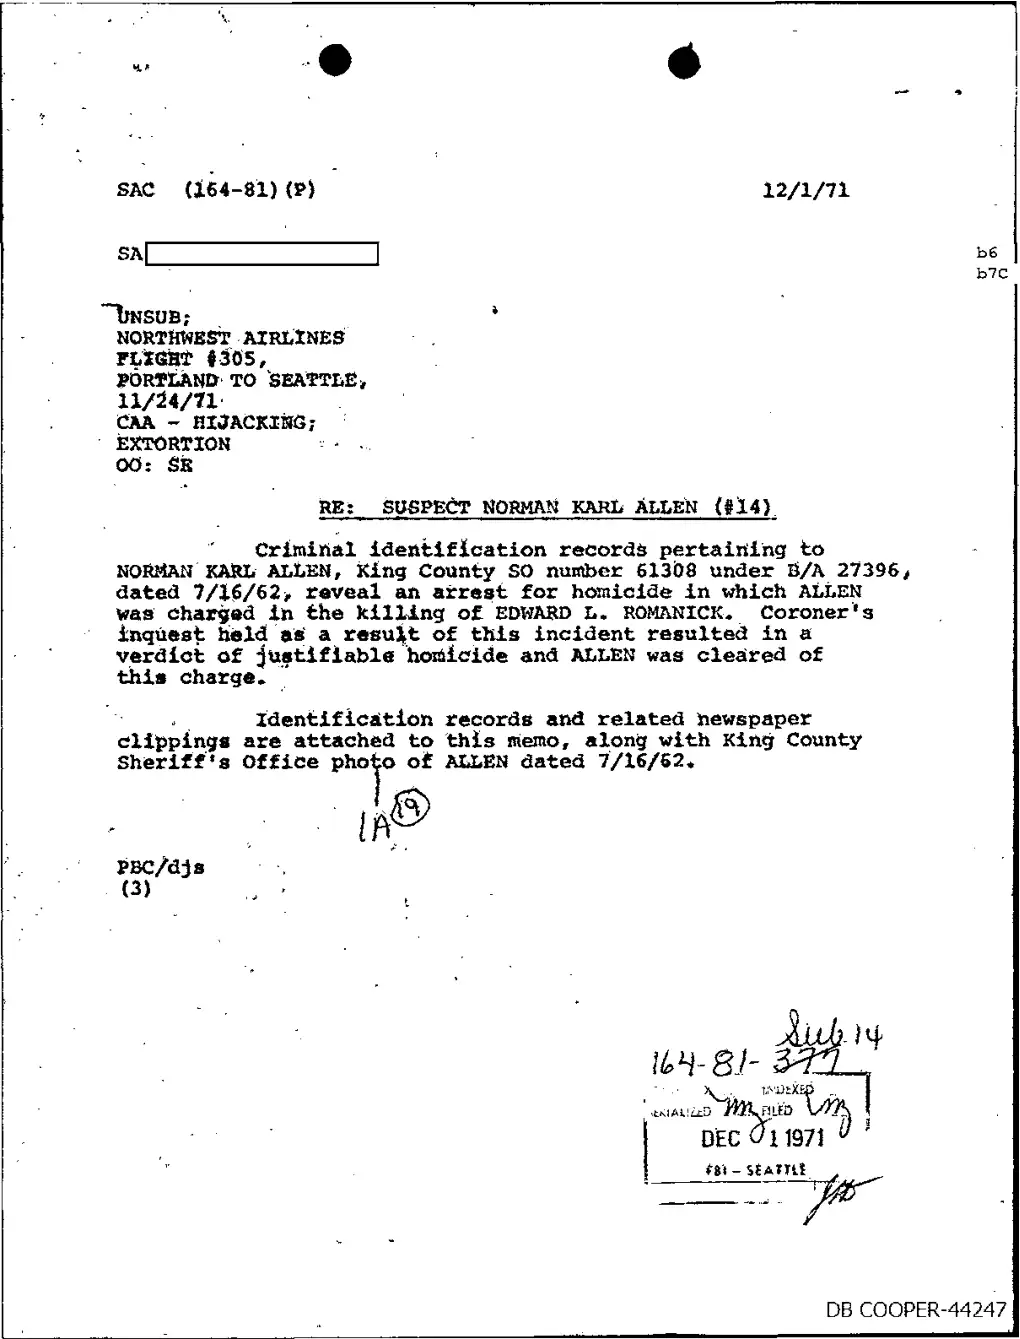 SAC (164-81)(P) 12/1/71
SA b6
b7C
UNSUB;
NORTHWEST AIRLINES
FLIGHT #305,
PORTLAND TO SEATTLE,
11/24/71
CAA - HIJACKING;
EXTORTION
OO: SE
RE: SUSPECT NORMAN KARL ALLEN (#14)
Criminal identification records pertaining to
NORMAN KARL ALLEN, King County SO number 61308 under B/A 27396,
dated 7/16/62, reveal an arrest for homicide in which ALLEN
was charged in the killing of EDWARD L. ROMANICK. Coroner's
inquest held as a result of this incident resulted in a
verdict of justifiable homicide and ALLEN was cleared of
this charge.
Identification records and related newspaper
clippings are attached to this memo, along with King County
Sheriff's Office photo of ALLEN dated 7/16/62.
1A 19
PBC/djs
(3)
Sub 14
164-81-377
INDEXED
SERIALIZED FILED
DEC 1 1971
FBI - SEATTLE
DB COOPER-44247